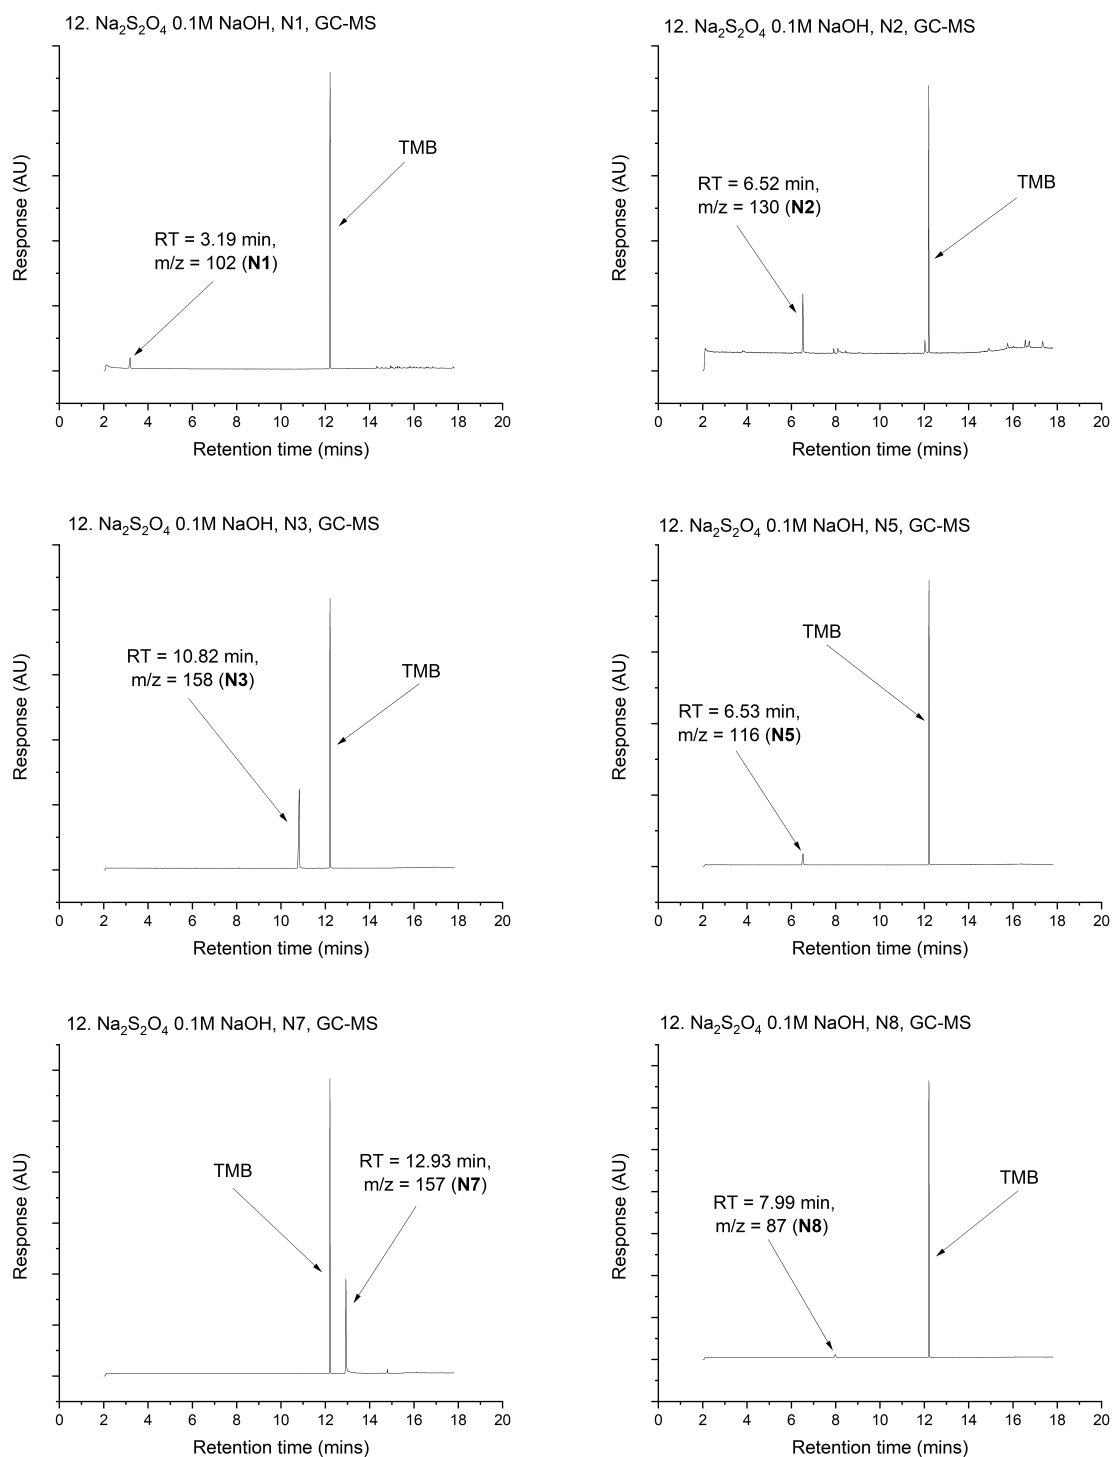 12. Na₂S₂O₄ 0.1M NaOH, N1, GC-MS
Response (AU)
TMB
RT = 3.19 min,
m/z = 102 (N1)
0 2 4 6 8 10 12 14 16 18 20
Retention time (mins)
12. Na₂S₂O₄ 0.1M NaOH, N2, GC-MS
Response (AU)
RT = 6.52 min,
m/z = 130 (N2)
TMB
0 2 4 6 8 10 12 14 16 18 20
Retention time (mins)
12. Na₂S₂O₄ 0.1M NaOH, N3, GC-MS
Response (AU)
RT = 10.82 min,
m/z = 158 (N3)
TMB
0 2 4 6 8 10 12 14 16 18 20
Retention time (mins)
12. Na₂S₂O₄ 0.1M NaOH, N5, GC-MS
Response (AU)
TMB
RT = 6.53 min,
m/z = 116 (N5)
0 2 4 6 8 10 12 14 16 18 20
Retention time (mins)
12. Na₂S₂O₄ 0.1M NaOH, N7, GC-MS
Response (AU)
TMB
RT = 12.93 min,
m/z = 157 (N7)
0 2 4 6 8 10 12 14 16 18 20
Retention time (mins)
12. Na₂S₂O₄ 0.1M NaOH, N8, GC-MS
Response (AU)
TMB
RT = 7.99 min,
m/z = 87 (N8)
0 2 4 6 8 10 12 14 16 18 20
Retention time (mins)